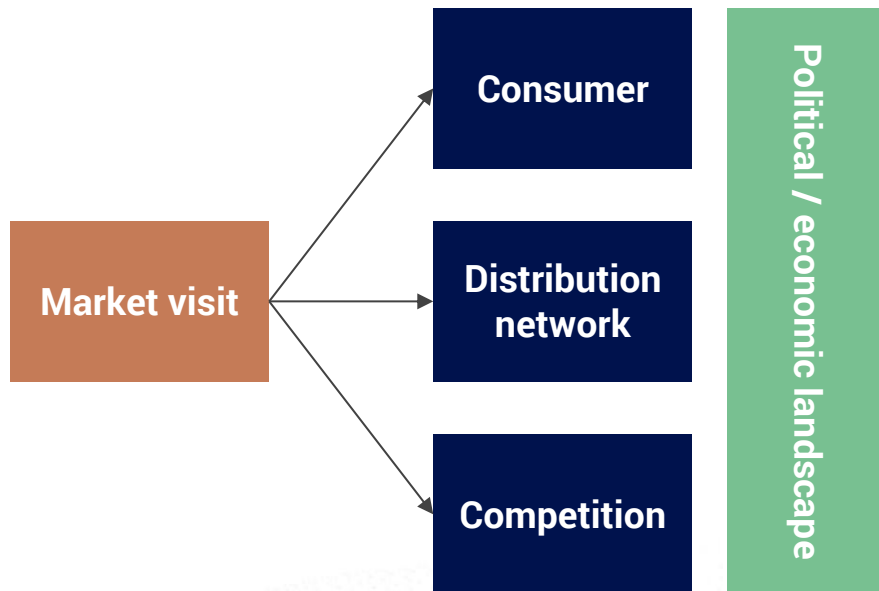 Consumer
Market visit
Distribution
network
Competition
Political / economic landscape